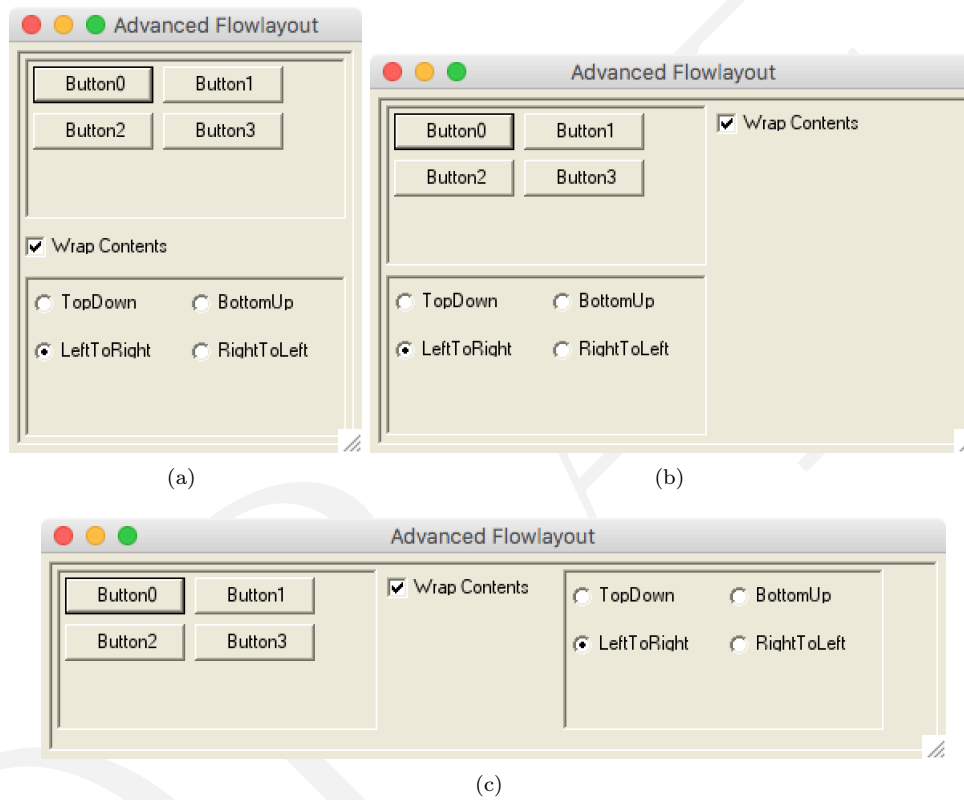 Advanced Flowlayout
Button0 Button1
Button2 Button3
Wrap Contents
TopDown BottomUp
LeftToRight RightToLeft
(a)
Advanced Flowlayout
Button0 Button1 Wrap Contents
Button2 Button3
TopDown BottomUp
LeftToRight RightToLeft
(b)
Advanced Flowlayout
Button0 Button1 Wrap Contents TopDown BottomUp
Button2 Button3 LeftToRight RightToLeft
(c)